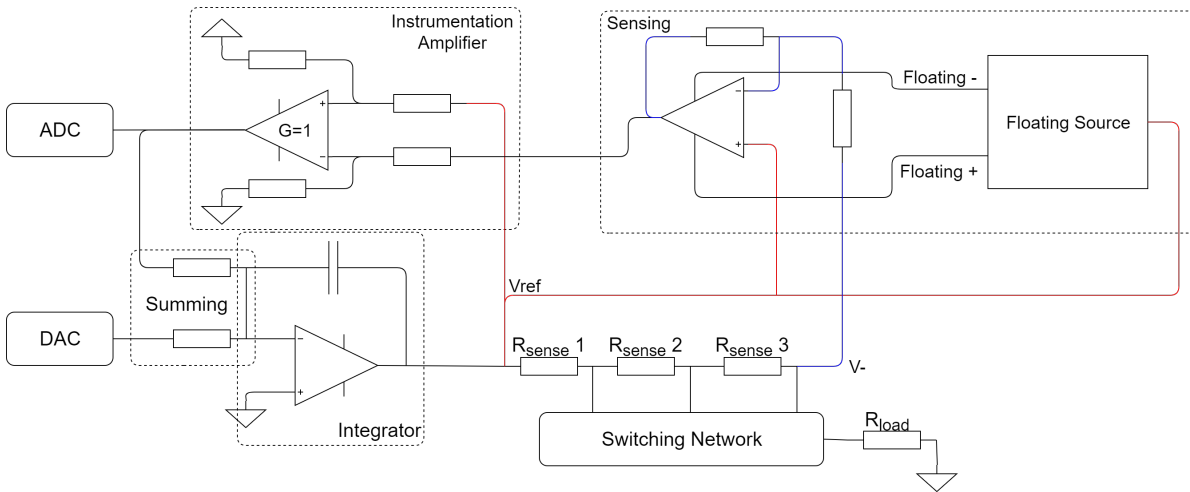 Instrumentation
Amplifier
Sensing
Floating -
Floating Source
Floating +
ADC
+
G=1
−
−
+
Summing
Vref
DAC
−
+
Integrator
Rsense 1
Rsense 2
Rsense 3
V-
Switching Network
Rload